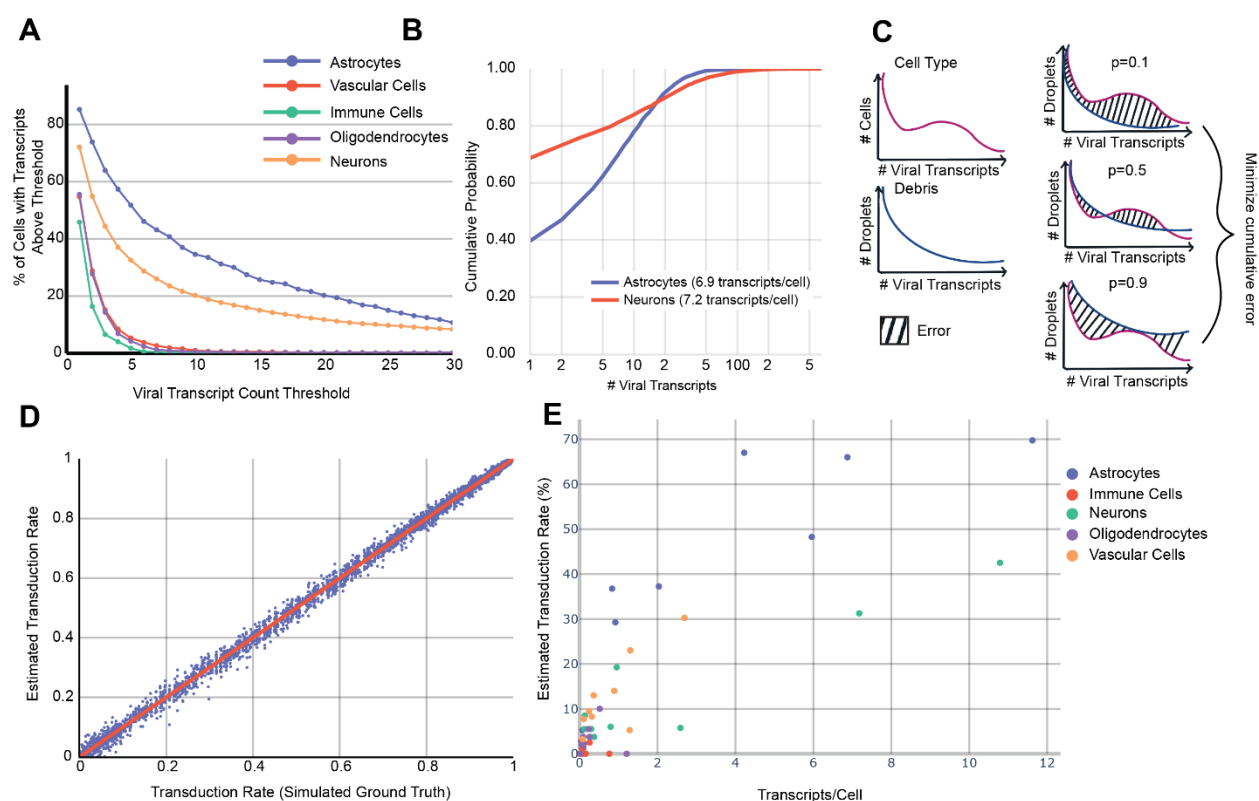 A
Astrocytes
Vascular Cells
Immune Cells
Oligodendrocytes
Neurons
% of Cells with Transcripts
Above Threshold
80
60
40
20
0
0
5
10
15
20
25
30
Viral Transcript Count Threshold
B
Cumulative Probability
1.00
0.80
0.60
0.40
0.20
0.00
Astrocytes (6.9 transcripts/cell)
Neurons (7.2 transcripts/cell)
1
2
5
10
2
5
100
2
5
# Viral Transcripts
C
Cell Type
# Cells
# Viral Transcripts
Debris
# Droplets
# Viral Transcripts
Error
p=0.1
# Droplets
# Viral Transcripts
p=0.5
# Droplets
# Viral Transcripts
p=0.9
# Droplets
# Viral Transcripts
Minimize cumulative error
D
Estimated Transduction Rate
1
0.8
0.6
0.4
0.2
0
0
0.2
0.4
0.6
0.8
1
Transduction Rate (Simulated Ground Truth)
E
Estimated Transduction Rate (%)
70
60
50
40
30
20
10
0
0
2
4
6
8
10
12
Transcripts/Cell
Astrocytes
Immune Cells
Neurons
Oligodendrocytes
Vascular Cells